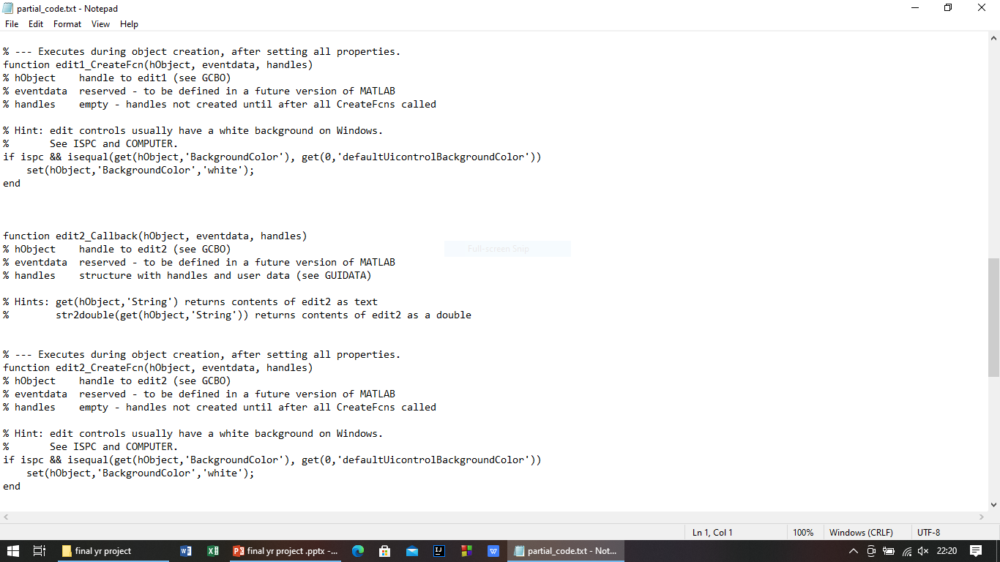 partial_code.txt - Notepad
File Edit Format View Help
% --- Executes during object creation, after setting all properties.
function edit1_CreateFcn(hObject, eventdata, handles)
% hObject    handle to edit1 (see GCBO)
% eventdata  reserved - to be defined in a future version of MATLAB
% handles    empty - handles not created until after all CreateFcns called
% Hint: edit controls usually have a white background on Windows.
%       See ISPC and COMPUTER.
if ispc && isequal(get(hObject,'BackgroundColor'), get(0,'defaultUicontrolBackgroundColor'))
    set(hObject,'BackgroundColor','white');
end
function edit2_Callback(hObject, eventdata, handles)
% hObject    handle to edit2 (see GCBO)
Full-screen Snip
% eventdata  reserved - to be defined in a future version of MATLAB
% handles    structure with handles and user data (see GUIDATA)
% Hints: get(hObject,'String') returns contents of edit2 as text
%        str2double(get(hObject,'String')) returns contents of edit2 as a double
% --- Executes during object creation, after setting all properties.
function edit2_CreateFcn(hObject, eventdata, handles)
% hObject    handle to edit2 (see GCBO)
% eventdata  reserved - to be defined in a future version of MATLAB
% handles    empty - handles not created until after all CreateFcns called
% Hint: edit controls usually have a white background on Windows.
%       See ISPC and COMPUTER.
if ispc && isequal(get(hObject,'BackgroundColor'), get(0,'defaultUicontrolBackgroundColor'))
    set(hObject,'BackgroundColor','white');
end
Ln 1, Col 1 100% Windows (CRLF) UTF-8
final yr project final yr project .pptx -... partial_code.txt - Not... 22:20